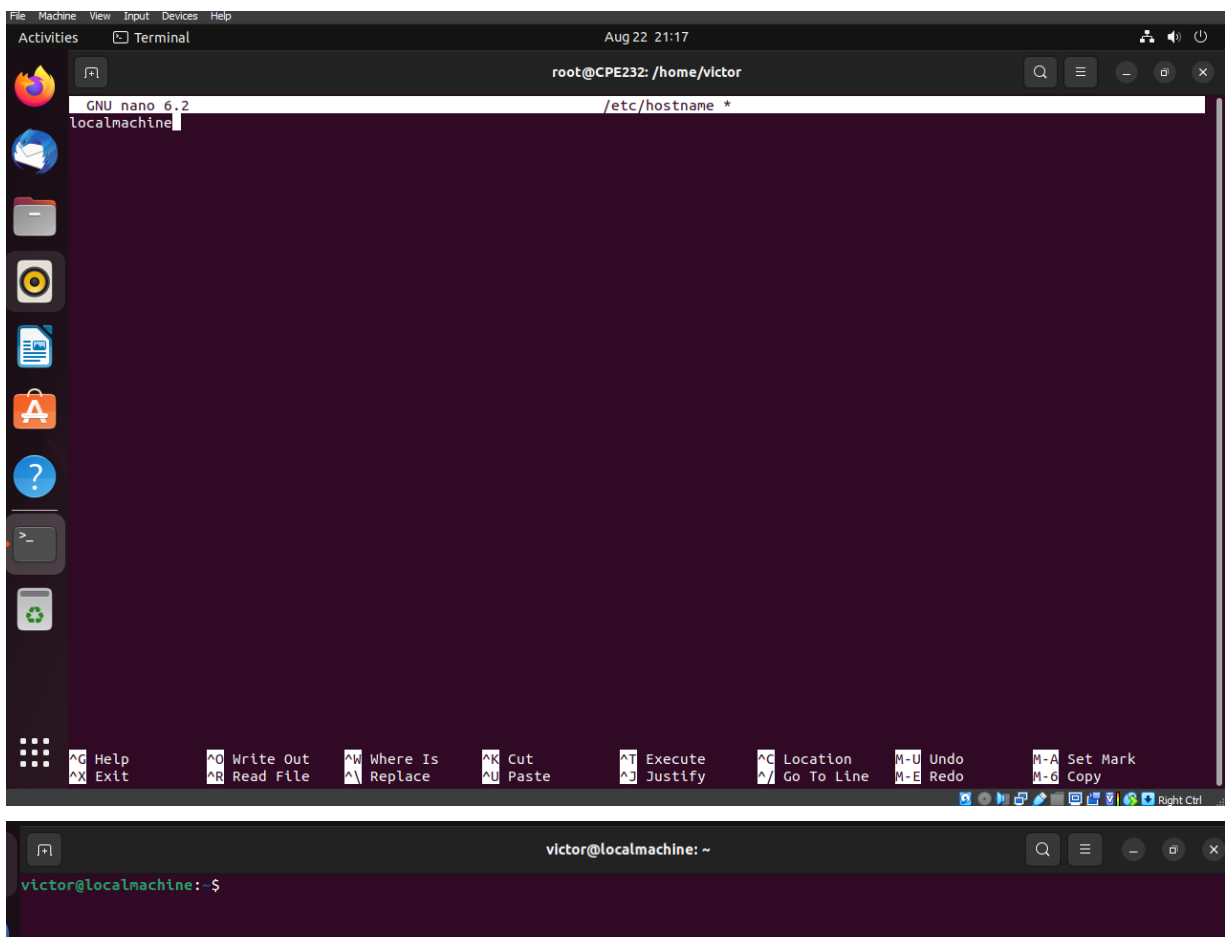 File Machine View Input Devices Help
Activities Terminal Aug 22 21:17
root@CPE232: /home/victor
GNU nano 6.2 /etc/hostname *
localmachine
^G Help ^O Write Out ^W Where Is ^K Cut ^T Execute ^C Location M-U Undo M-A Set Mark
^X Exit ^R Read File ^\ Replace ^U Paste ^J Justify ^/ Go To Line M-E Redo M-6 Copy
Right Ctrl
victor@localmachine: ~
victor@localmachine:~$